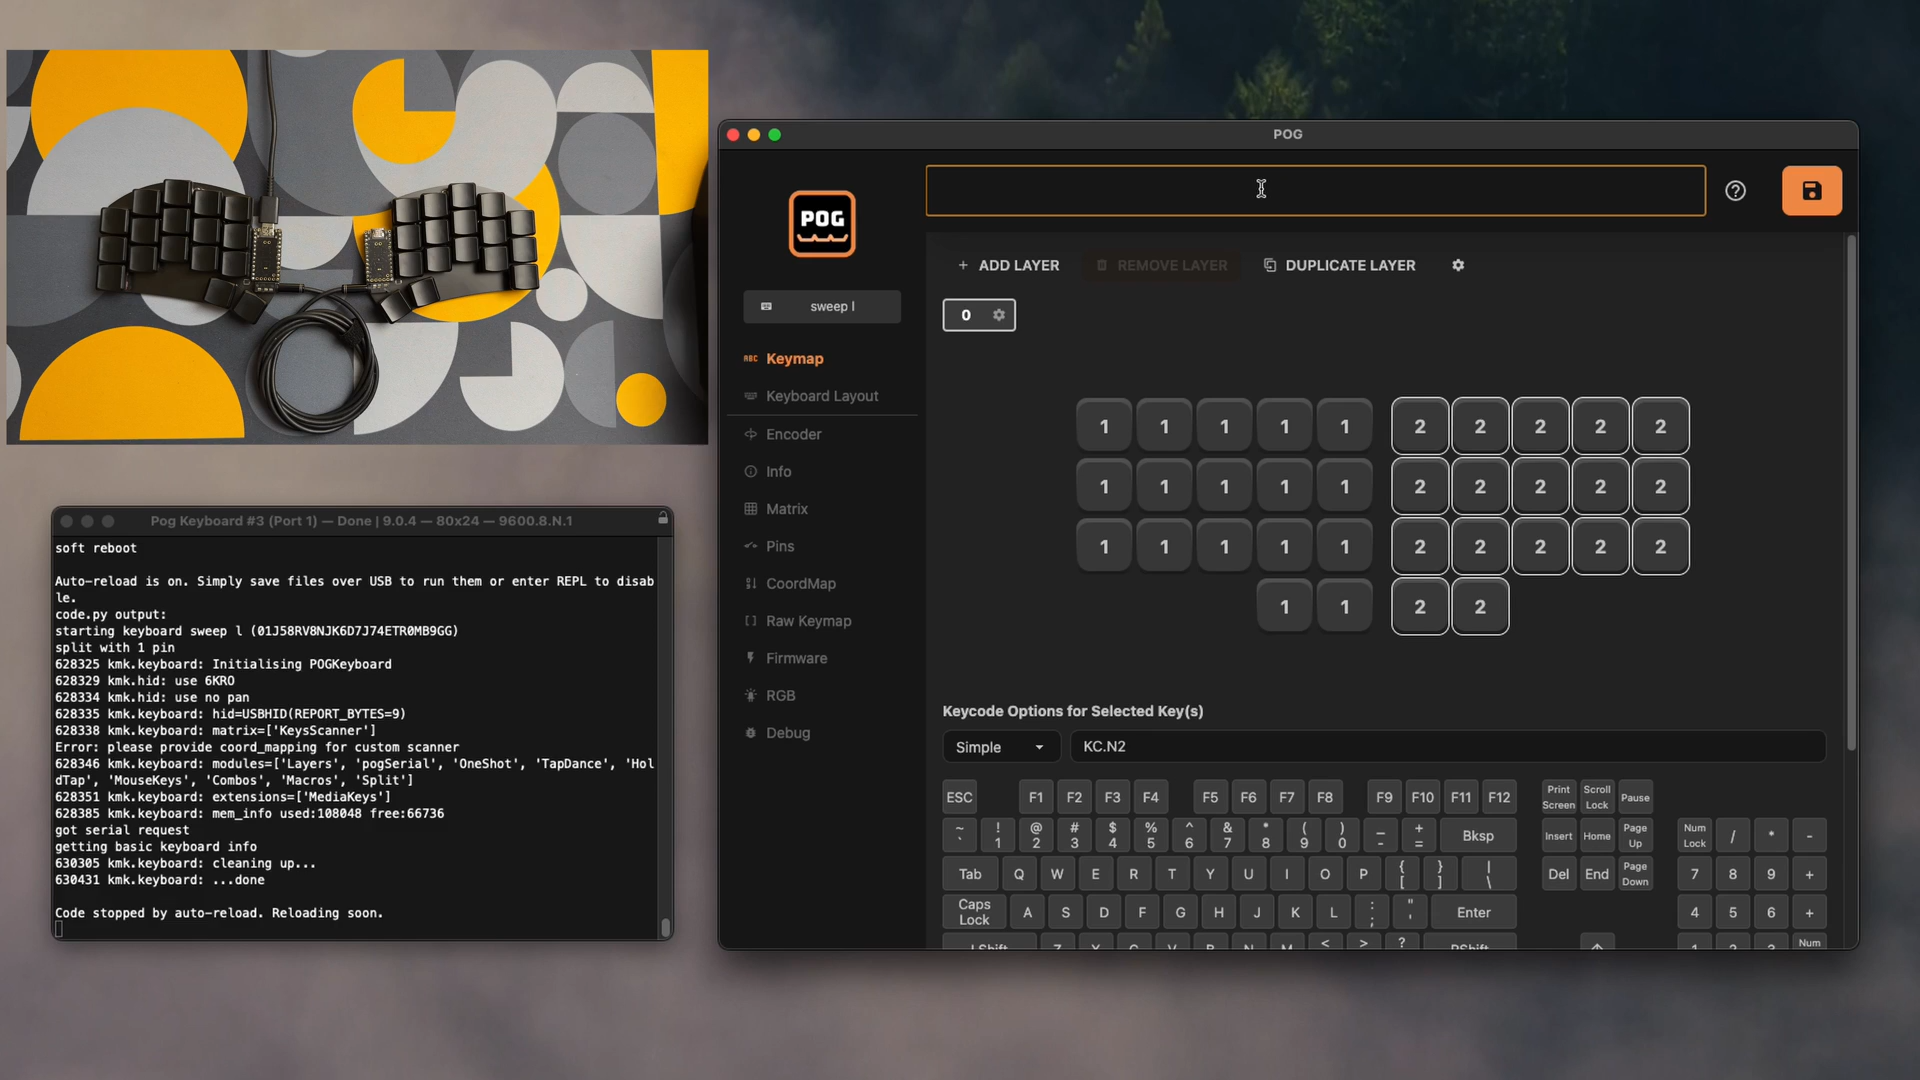 Pog Keyboard #3 (Port 1) — Done | 9.0.4 — 80x24 — 9600.8.N.1
soft reboot
Auto-reload is on. Simply save files over USB to run them or enter REPL to disab
le.
code.py output:
starting keyboard sweep l (01J58RV8NJK6D7J74ETR0MB9GG)
split with 1 pin
628325 kmk.keyboard: Initialising POGKeyboard
628329 kmk.hid: use 6KRO
628334 kmk.hid: use no pan
628335 kmk.keyboard: hid=USBHID(REPORT_BYTES=9)
628338 kmk.keyboard: matrix=['KeysScanner']
Error: please provide coord_mapping for custom scanner
628346 kmk.keyboard: modules=['Layers', 'pogSerial', 'OneShot', 'TapDance', 'Hol
dTap', 'MouseKeys', 'Combos', 'Macros', 'Split']
628351 kmk.keyboard: extensions=['MediaKeys']
628385 kmk.keyboard: mem_info used:108048 free:66736
got serial request
getting basic keyboard info
630305 kmk.keyboard: cleaning up...
630431 kmk.keyboard: ...done
Code stopped by auto-reload. Reloading soon.
POG
POG
sweep l
ABC Keymap
Keyboard Layout
Encoder
Info
Matrix
Pins
CoordMap
Raw Keymap
Firmware
RGB
Debug
+ ADD LAYER REMOVE LAYER DUPLICATE LAYER
0
1 1 1 1 1 2 2 2 2 2
1 1 1 1 1 2 2 2 2 2
1 1 1 1 1 2 2 2 2 2
1 1 2 2
Keycode Options for Selected Key(s)
Simple KC.N2
ESC F1 F2 F3 F4 F5 F6 F7 F8 F9 F10 F11 F12 Print Screen Scroll Lock Pause
~ ` ! 1 @ 2 # 3 $ 4 % 5 ^ 6 & 7 * 8 ( 9 ) 0 _ - + = Bksp Insert Home Page Up Num Lock / * -
Tab Q W E R T Y U I O P { [ } ] | \ Del End Page Down 7 8 9 +
Caps Lock A S D F G H J K L : ; " ' Enter 4 5 6 +
LShift Z X C V B N M < > ? RShift 1 2 3 Num